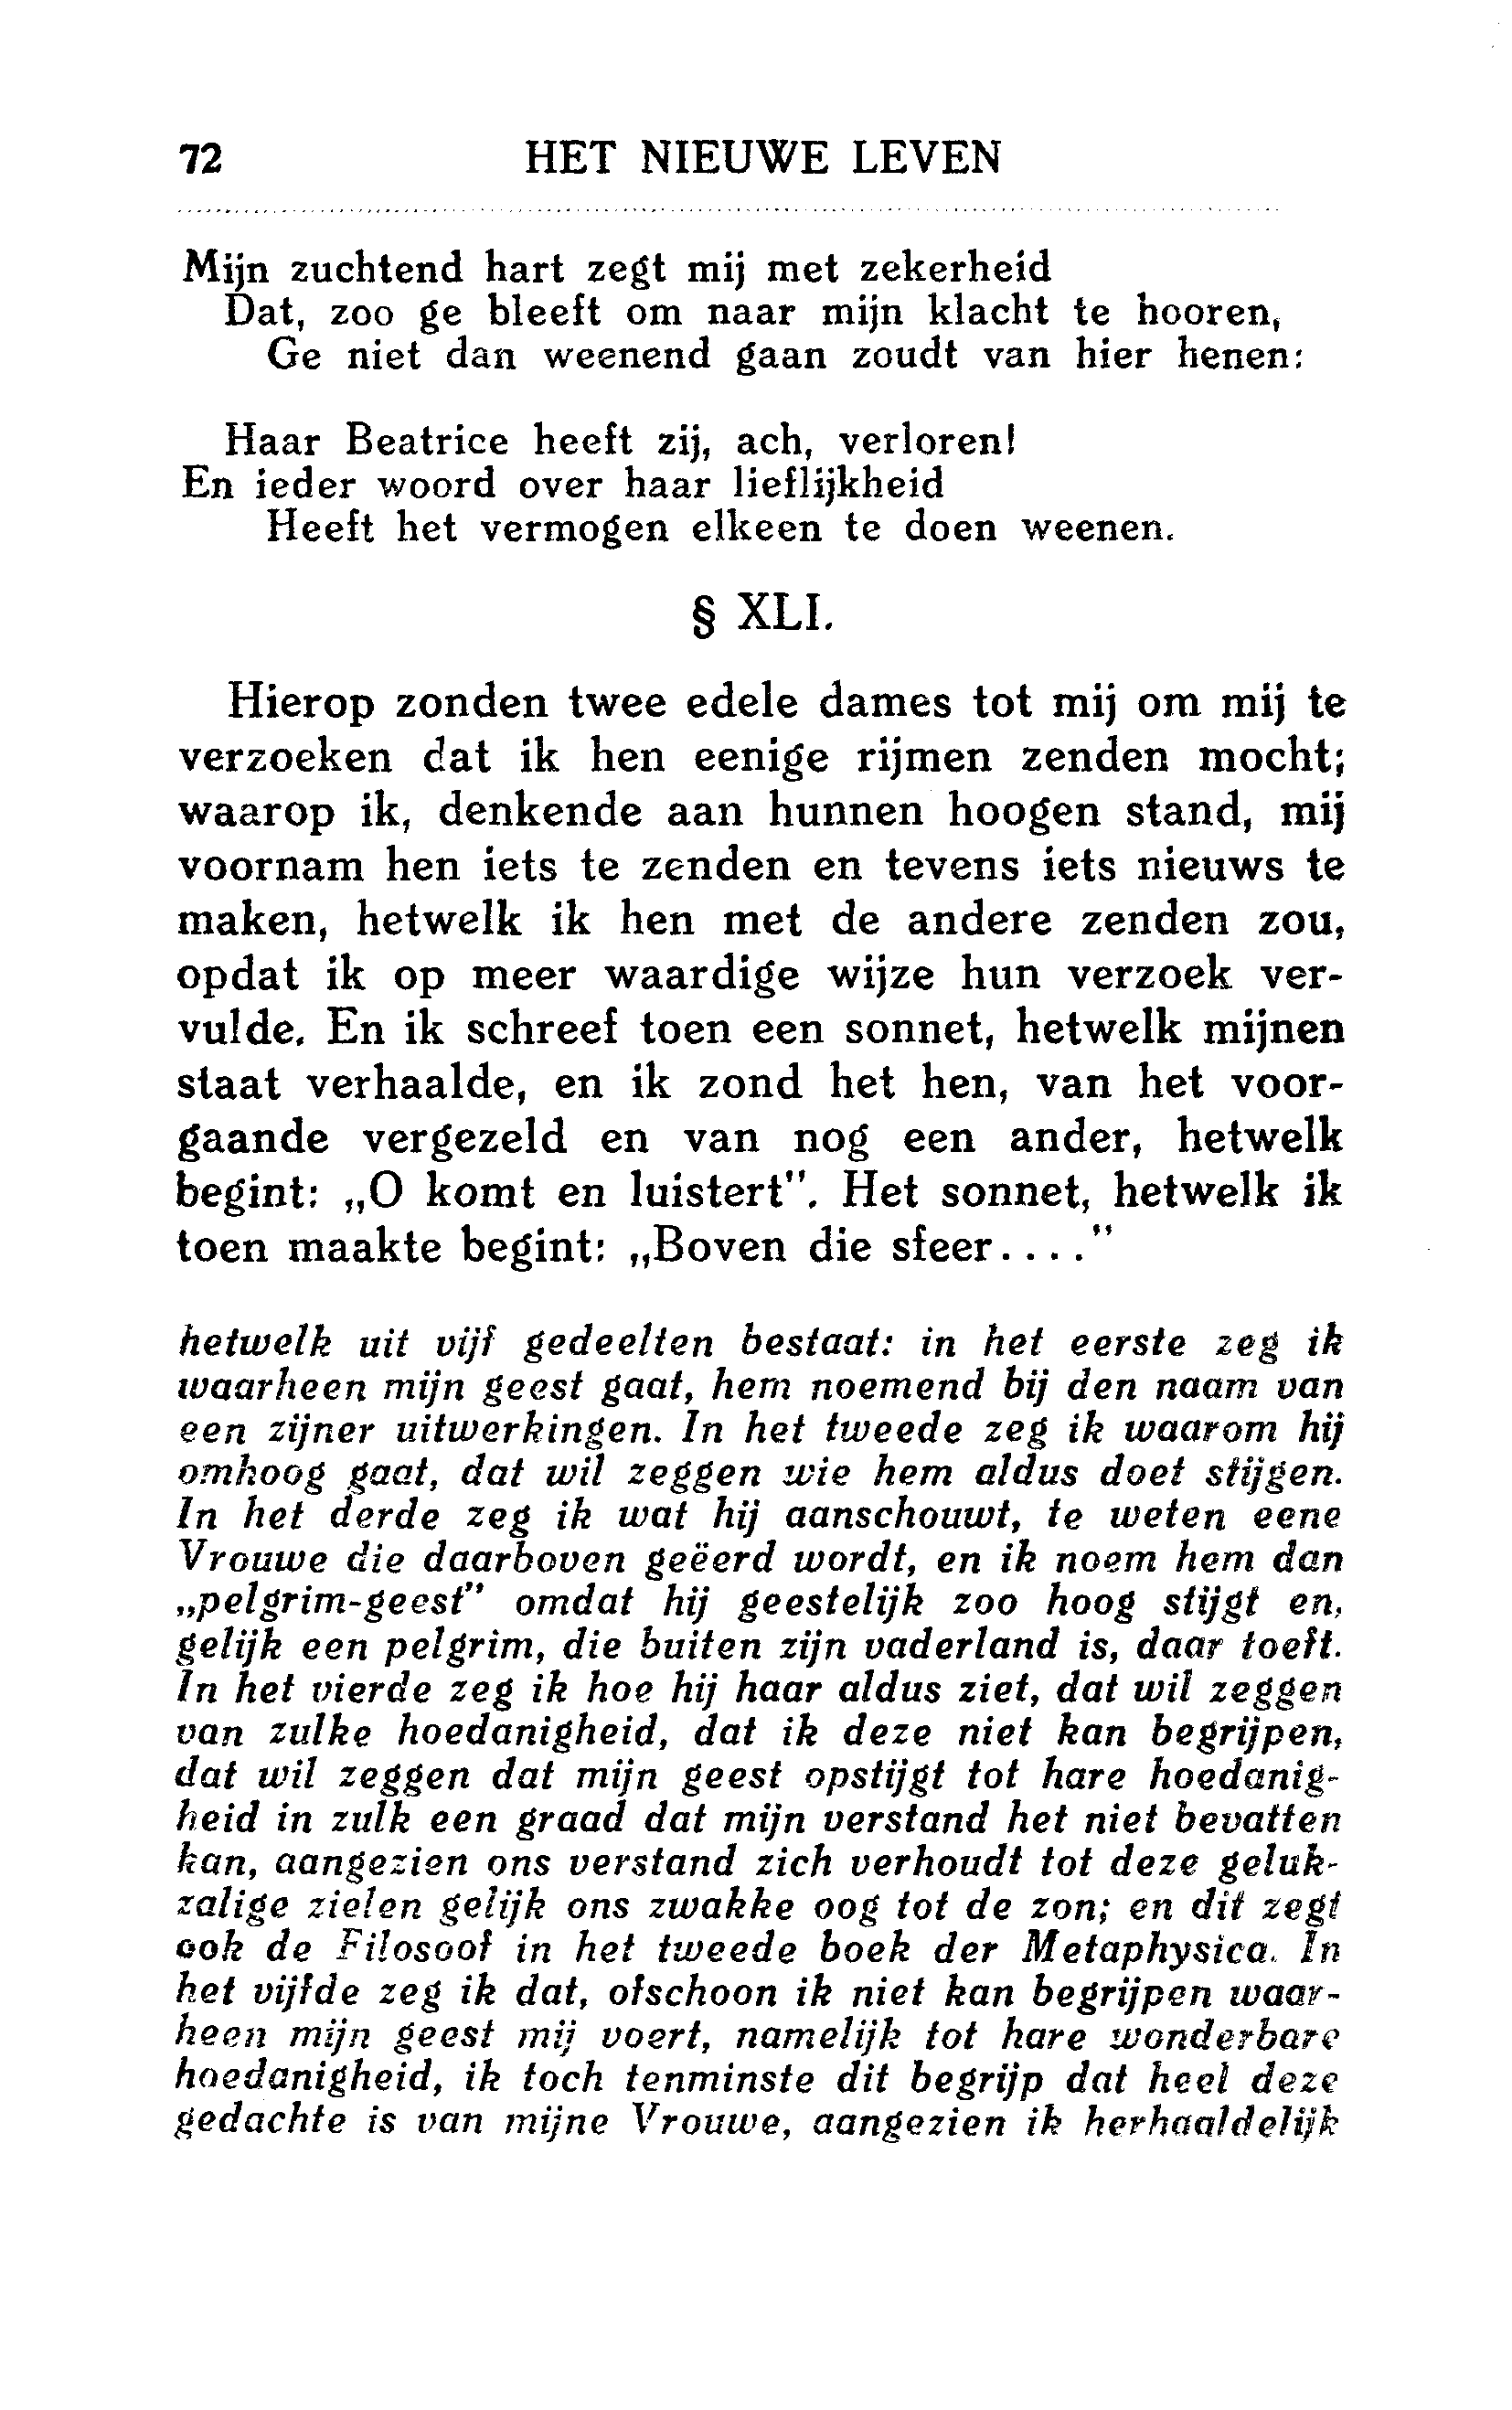 72 HET NIEUWE LEVEN
Mijn zuchtend hart zegt mij met zekerheid
Dat, zoo ge bleeft om naar mijn klacht te hooren,
Ge niet dan weenend gaan zoudt van hier henen:
Haar Beatrice heeft zij, ach, verloren!
En ieder woord over haar lieflijkheid
Heeft het vermogen elkeen te doen weenen.
§ XLI.
Hierop zonden twee edele dames tot mij om mij te
verzoeken dat ik hen eenige rijmen zenden mocht;
waarop ik, denkende aan hunnen hoogen stand, mij
voornam hen iets te zenden en tevens iets nieuws te
maken, hetwelk ik hen met de andere zenden zou,
opdat ik op meer waardige wijze hun verzoek ver-
vulde. En ik schreef toen een sonnet, hetwelk mijnen
staat verhaalde, en ik zond het hen, van het voor-
gaande vergezeld en van nog een ander, hetwelk
begint: „O komt en luistert". Het sonnet, hetwelk ik
toen maakte begint: „Boven die sfeer...."
hetwelk uit vijf gedeelten bestaat: in het eerste zeg ik
waarheen mijn geest gaat, hem noemend bij den naam van
een zijner uitwerkingen. In het tweede zeg ik waarom hij
omhoog gaat, dat wil zeggen wie hem aldus doet stijgen.
In het derde zeg ik wat hij aanschouwt, te weten eene
Vrouwe die daarboven geëerd wordt, en ik noem hem dan
„pelgrim-geest" omdat hij geestelijk zoo hoog stijgt en,
gelijk een pelgrim, die buiten zijn vaderland is, daar toeft.
In het vierde zeg ik hoe hij haar aldus ziet, dat wil zeggen
van zulke hoedanigheid, dat ik deze niet kan begrijpen,
dat wil zeggen dat mijn geest opstijgt tot hare hoedanig-
heid in zulk een graad dat mijn verstand het niet bevatten
kan, aangezien ons verstand zich verhoudt tot deze geluk-
zalige zielen gelijk ons zwakke oog tot de zon; en dit zegt
ook de Filosoof in het tweede boek der Metaphysica. In
het vijfde zeg ik dat, ofschoon ik niet kan begrijpen waar-
heen mijn geest mij voert, namelijk tot hare wonderbare
hoedanigheid, ik toch tenminste dit begrijp dat heel deze
gedachte is van mijne Vrouwe, aangezien ik herhaaldelijk